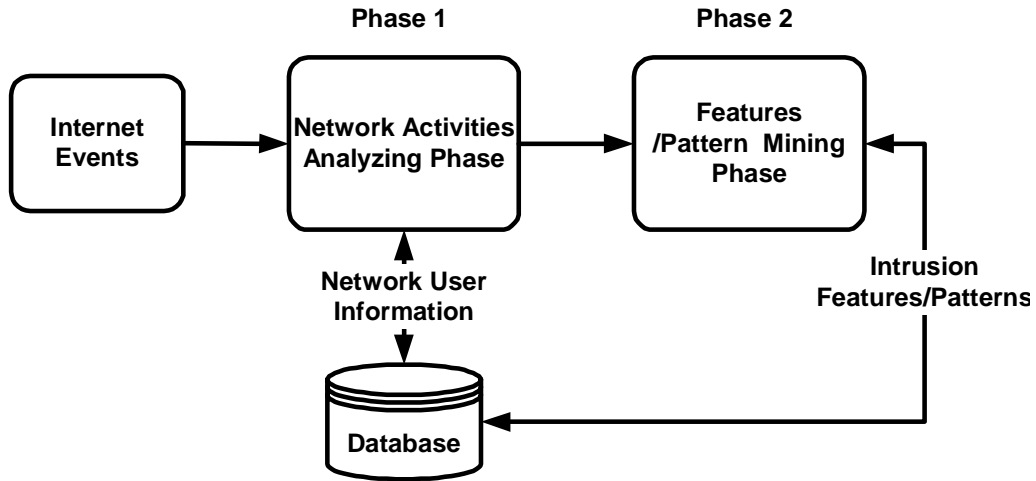 Phase 1
Phase 2
Internet
Events
Network Activities
Analyzing Phase
Features
/Pattern Mining
Phase
Network User
Information
Intrusion
Features/Patterns
Database